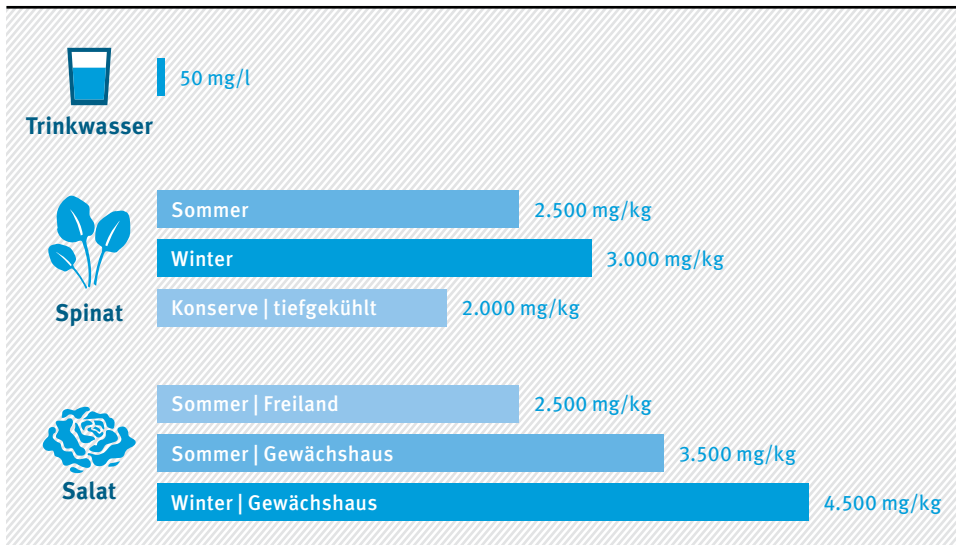 50 mg/l
Trinkwasser
Sommer 2.500 mg/kg
Winter 3.000 mg/kg
Konserve | tiefgekühlt 2.000 mg/kg
Spinat
Sommer | Freiland 2.500 mg/kg
Sommer | Gewächshaus 3.500 mg/kg
Winter | Gewächshaus 4.500 mg/kg
Salat